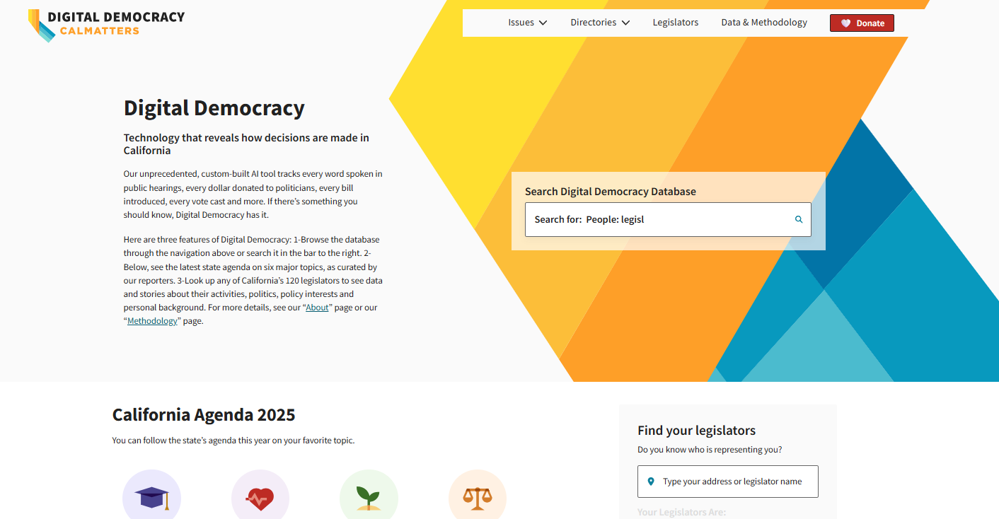 DIGITAL DEMOCRACY
CALMATTERS
Issues
Directories
Legislators
Data & Methodology
Donate
Digital Democracy
Technology that reveals how decisions are made in
California
Our unprecedented, custom-built AI tool tracks every word spoken in
public hearings, every dollar donated to politicians, every bill
introduced, every vote cast and more. If there's something you
should know, Digital Democracy has it.
Here are three features of Digital Democracy: 1-Browse the database
through the navigation above or search it in the bar to the right. 2-
Below, see the latest state agenda on six major topics, as curated by
our reporters. 3-Look up any of California's 120 legislators to see data
and stories about their activities, politics, policy interests and
personal background. For more details, see our “About” page or our
“Methodology” page.
Search Digital Democracy Database
Search for: People: legisl
California Agenda 2025
You can follow the state's agenda this year on your favorite topic.
Find your legislators
Do you know who is representing you?
Type your address or legislator name
Your Legislators Are: